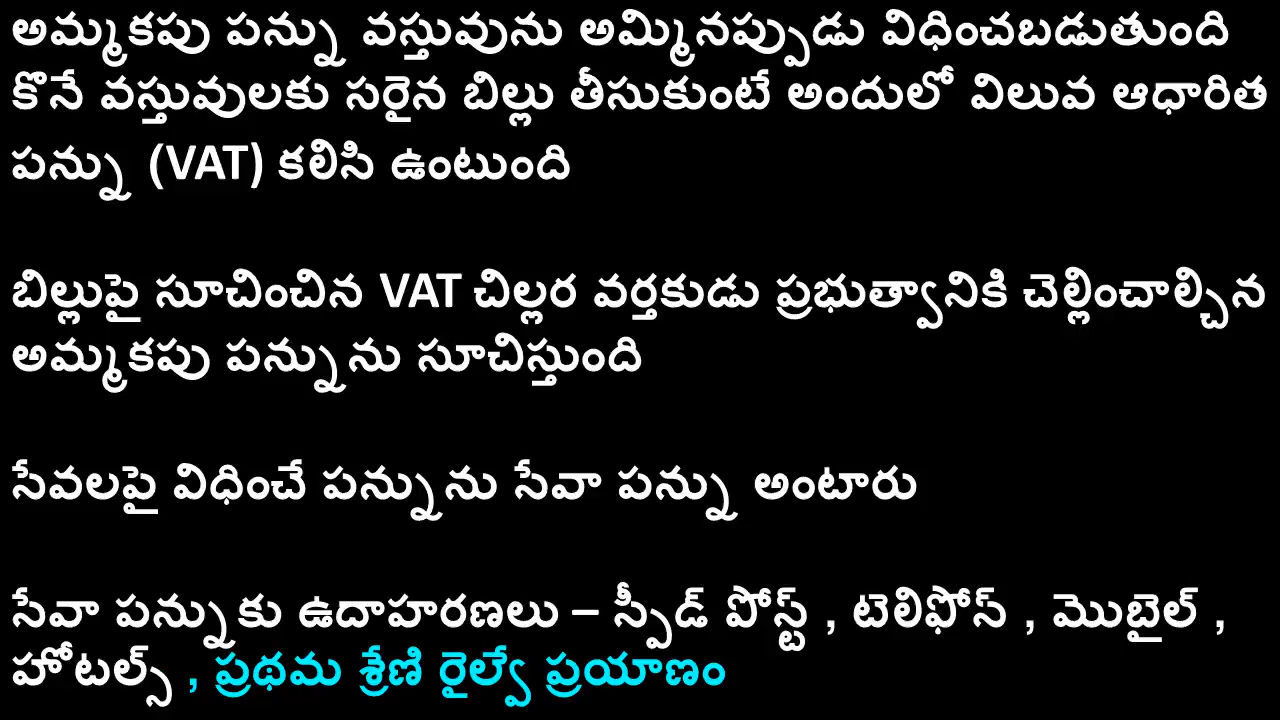 అమ్మకపు పన్ను వస్తువును అమ్మినప్పుడు విధించబడుతుంది
కొనే వస్తువులకు సరైన బిల్లు తీసుకుంటే అందులో విలువ ఆధారిత
పన్ను (VAT) కలిసి ఉంటుంది
బిల్లుపై సూచించిన VAT చిల్లర వర్తకుడు ప్రభుత్వానికి చెల్లించాల్సిన
అమ్మకపు పన్నును సూచిస్తుంది
సేవలపై విధించే పన్నును సేవా పన్ను అంటారు
సేవా పన్నుకు ఉదాహరణలు – స్పీడ్ పోస్ట్ , టెలిఫోన్ , మొబైల్ ,
హోటల్స్ , ప్రథమ శ్రేణి రైల్వే ప్రయాణం